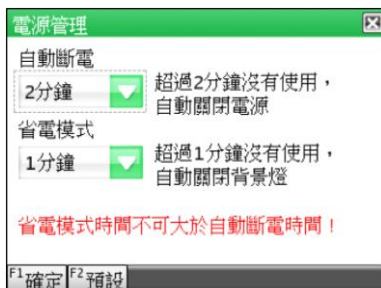 電源管理
自動斷電
2分鐘
超過2分鐘沒有使用，
自動關閉電源
省電模式
1分鐘
超過1分鐘沒有使用，
自動關閉背景燈
省電模式時間不可大於自動斷電時間！
F1確定 F2預設